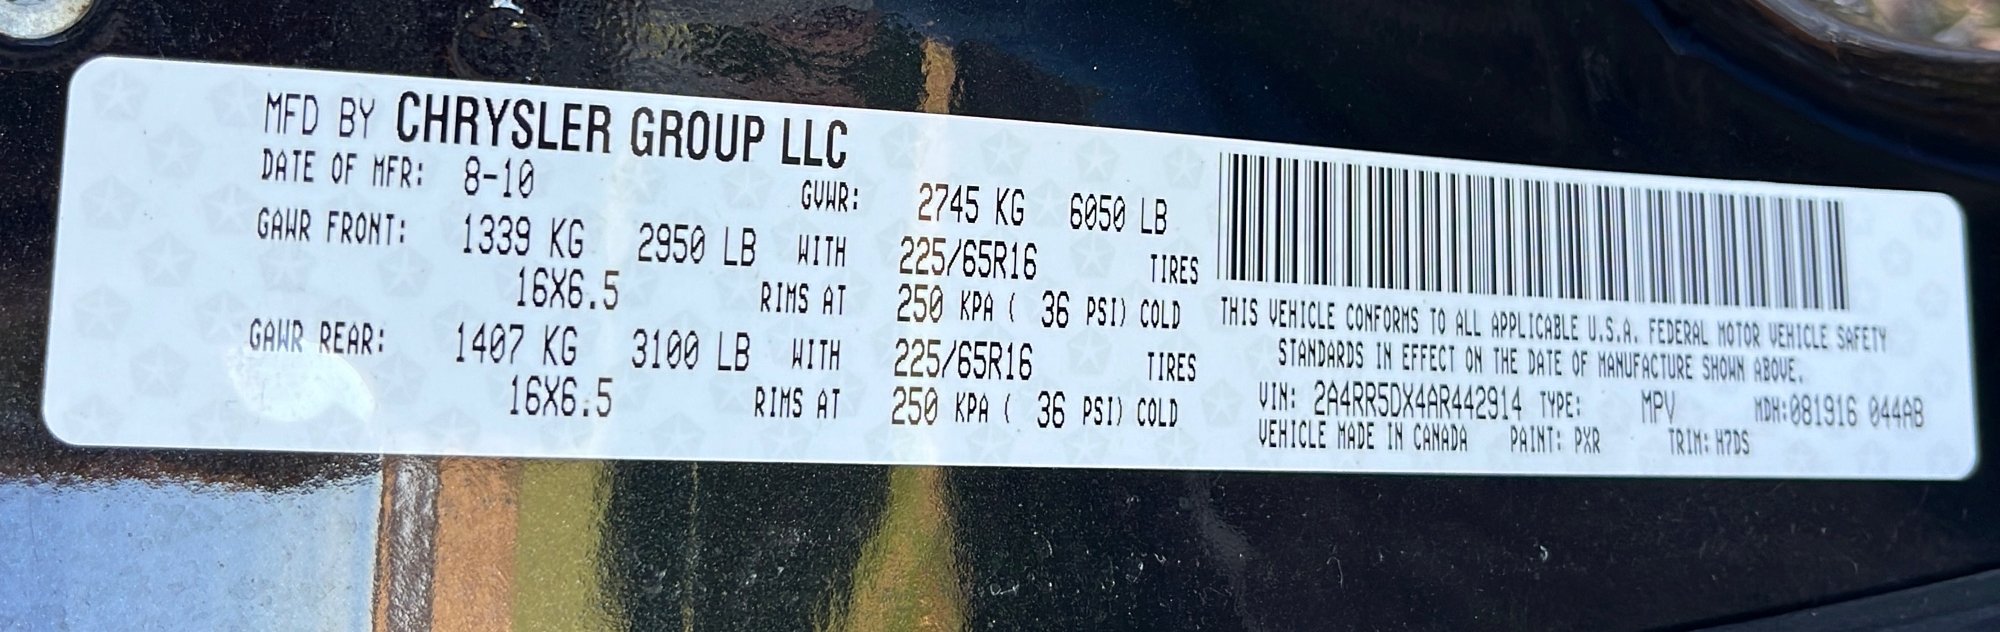 MFD BY CHRYSLER GROUP LLC
DATE OF MFR: 8-10 GVWR: 2745 KG 6050 LB
GAWR FRONT: 1339 KG 2950 LB WITH 225/65R16 TIRES
16X6.5 RIMS AT 250 KPA ( 36 PSI) COLD
GAWR REAR: 1407 KG 3100 LB WITH 225/65R16 TIRES
16X6.5 RIMS AT 250 KPA ( 36 PSI) COLD
THIS VEHICLE CONFORMS TO ALL APPLICABLE U.S.A. FEDERAL MOTOR VEHICLE SAFETY
STANDARDS IN EFFECT ON THE DATE OF MANUFACTURE SHOWN ABOVE.
VIN: 2A4RR5DX4AR442914 TYPE: MPV MDH:081916 044AB
VEHICLE MADE IN CANADA PAINT: PXR TRIM: H7DS